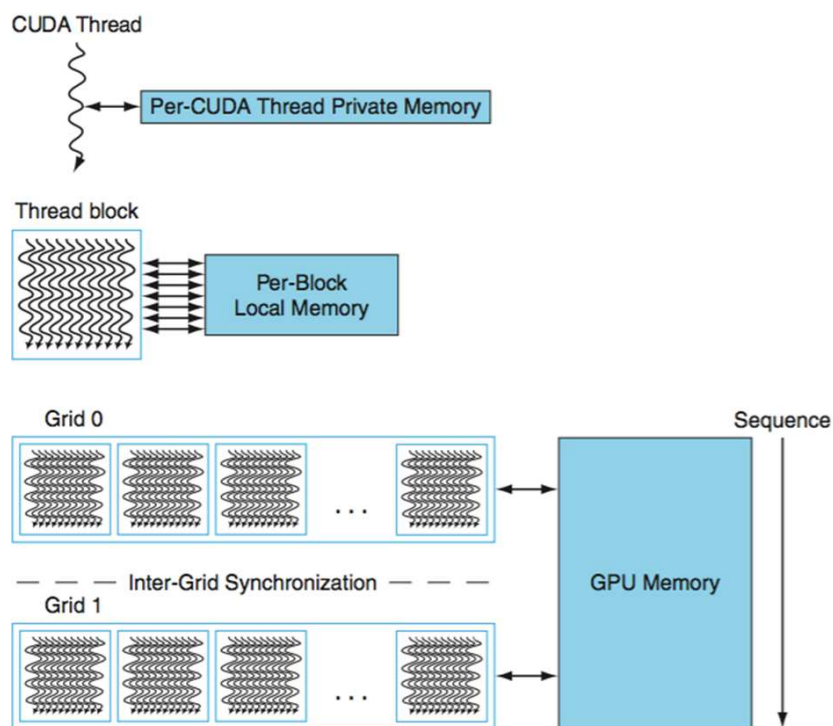 CUDA Thread
Per-CUDA Thread Private Memory
Thread block
Per-Block
Local Memory
Grid 0
Sequence
. . .
Inter-Grid Synchronization
GPU Memory
Grid 1
. . .